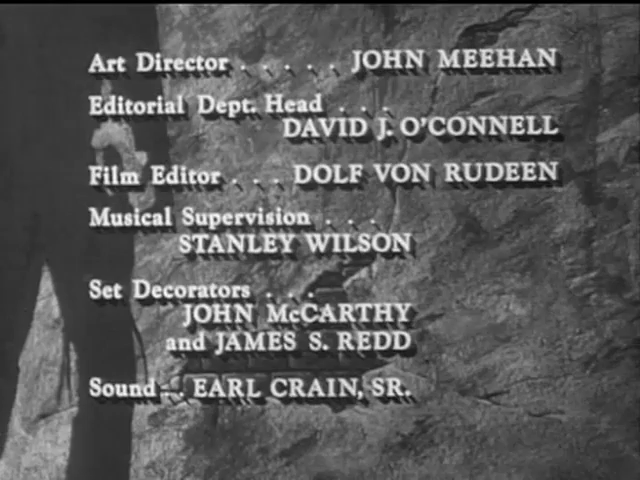 Art Director . . . . . JOHN MEEHAN
Editorial Dept. Head . . .
DAVID J. O'CONNELL
Film Editor . . . DOLF VON RUDEEN
Musical Supervision . . .
STANLEY WILSON
Set Decorators . . .
JOHN McCARTHY
and JAMES S. REDD
Sound . . EARL CRAIN, SR.